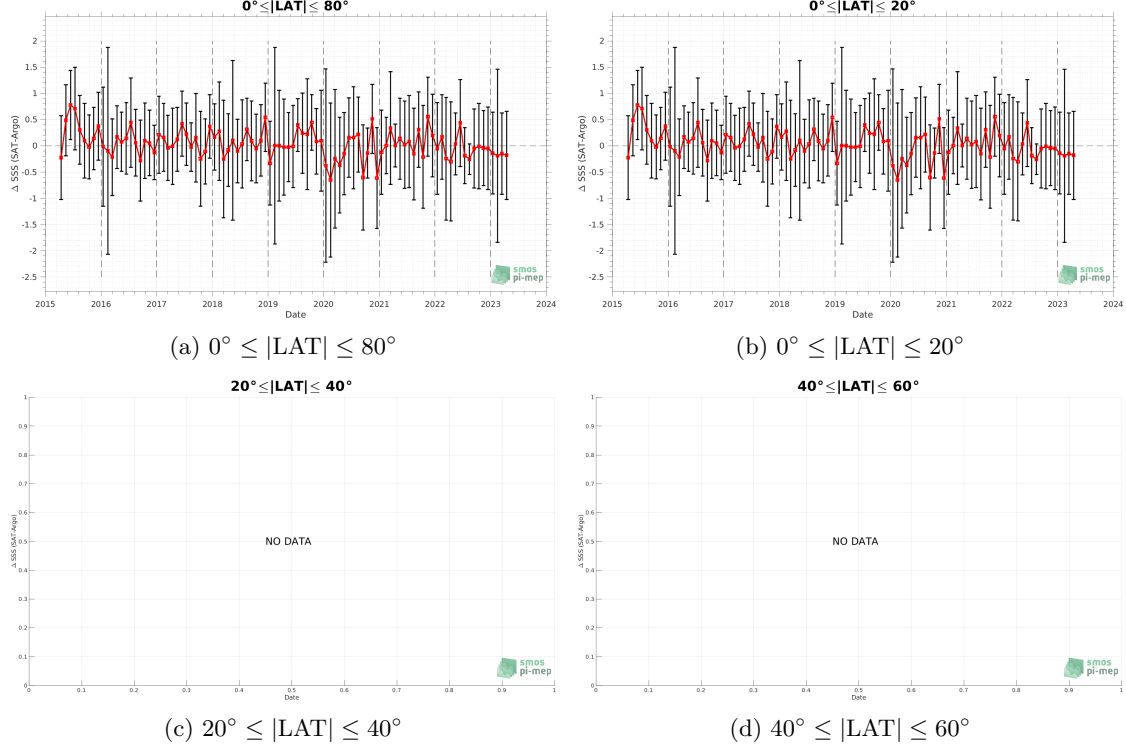 0°≤|LAT|≤ 80°
Δ SSS (SAT-Argo)
2
1.5
1
0.5
0
-0.5
-1
-1.5
-2
-2.5
smos
pi-mep
2015 2016 2017 2018 2019 2020 2021 2022 2023 2024
Date
(a) 0° ≤ |LAT| ≤ 80°
0°≤|LAT|≤ 20°
Δ SSS (SAT-Argo)
2
1.5
1
0.5
0
-0.5
-1
-1.5
-2
-2.5
smos
pi-mep
2015 2016 2017 2018 2019 2020 2021 2022 2023 2024
Date
(b) 0° ≤ |LAT| ≤ 20°
20°≤|LAT|≤ 40°
Δ SSS (SAT-Argo)
1
0.9
0.8
0.7
0.6
0.5
0.4
0.3
0.2
0.1
0
NO DATA
smos
pi-mep
0 0.1 0.2 0.3 0.4 0.5 0.6 0.7 0.8 0.9 1
Date
(c) 20° ≤ |LAT| ≤ 40°
40°≤|LAT|≤ 60°
Δ SSS (SAT-Argo)
1
0.9
0.8
0.7
0.6
0.5
0.4
0.3
0.2
0.1
0
NO DATA
smos
pi-mep
0 0.1 0.2 0.3 0.4 0.5 0.6 0.7 0.8 0.9 1
Date
(d) 40° ≤ |LAT| ≤ 60°